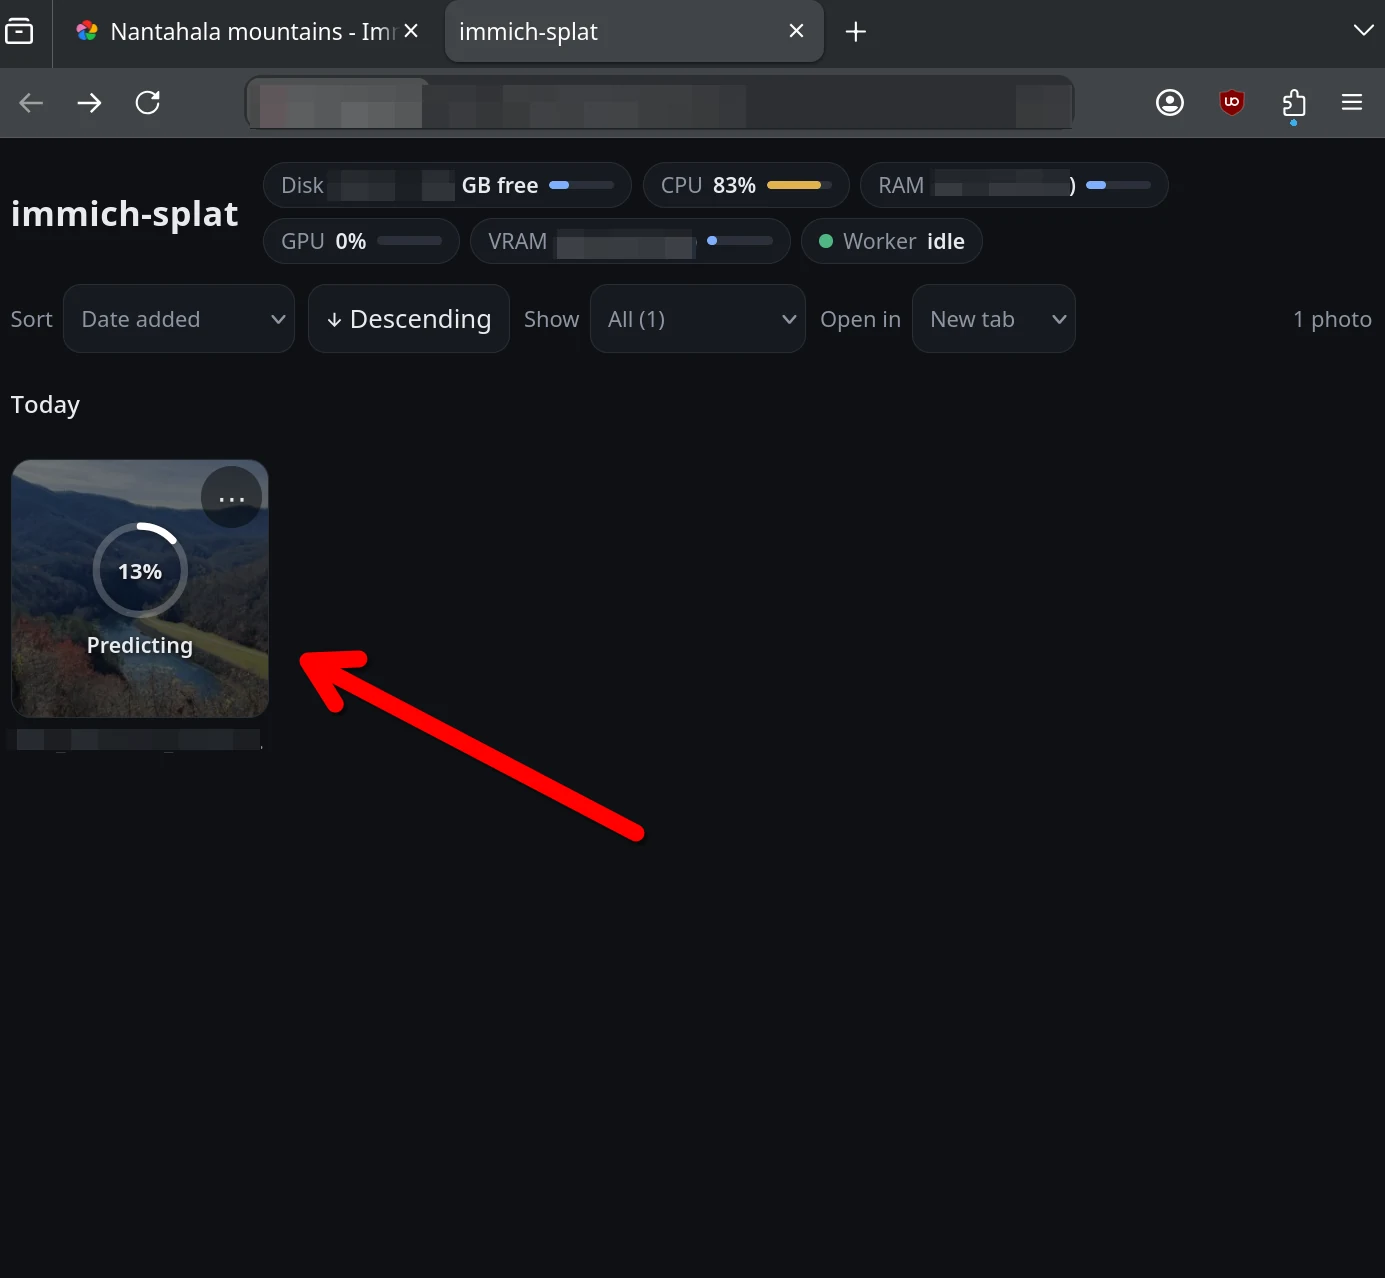 Nantahala mountains - Im
immich-splat
immich-splat
Disk GB free
CPU 83%
RAM )
GPU 0%
VRAM
Worker idle
Sort Date added
Descending
Show All (1)
Open in New tab
1 photo
Today
13%
Predicting